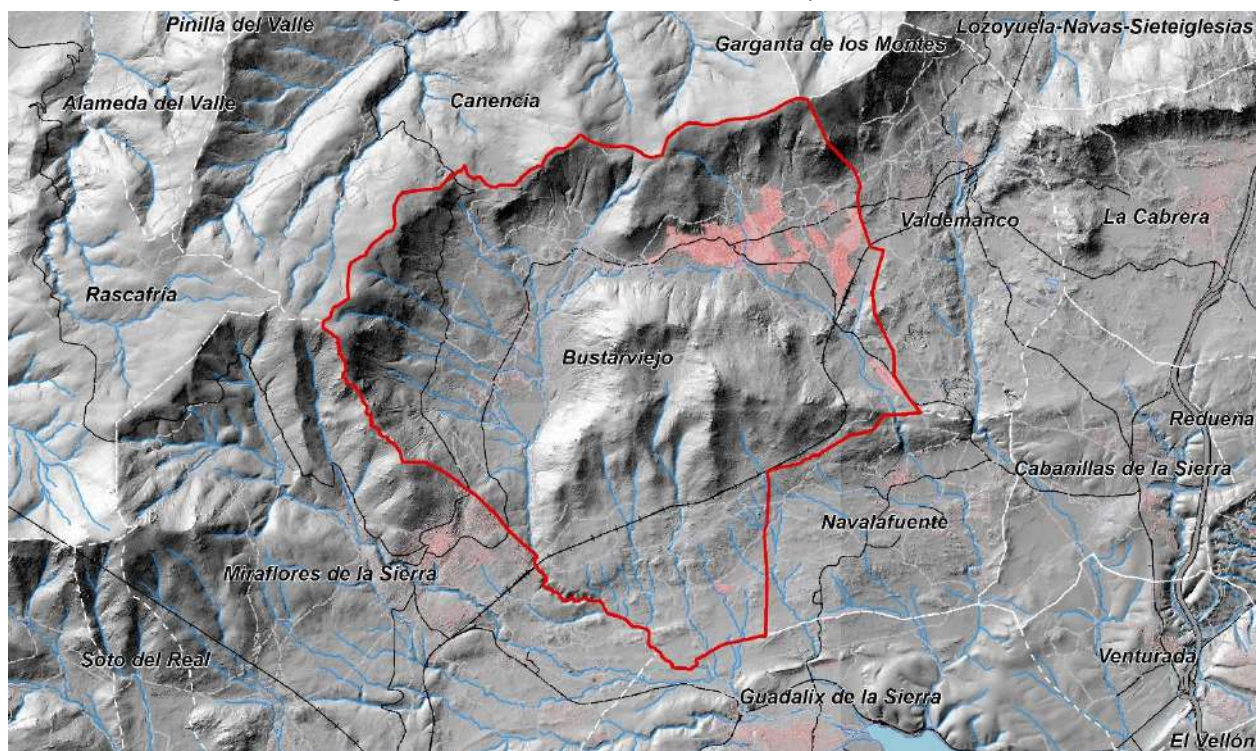 Pinilla del Valle
Lozoyuela-Navas-Sieteiglesias
Garganta de los Montes
Alameda del Valle
Canencia
Valdemanco
La Cabrera
Rascafría
Bustarviejo
Redueña
Cabanillas de la Sierra
Navalafuente
Miraflores de la Sierra
Soto del Real
Venturada
Guadalix de la Sierra
El Vellón